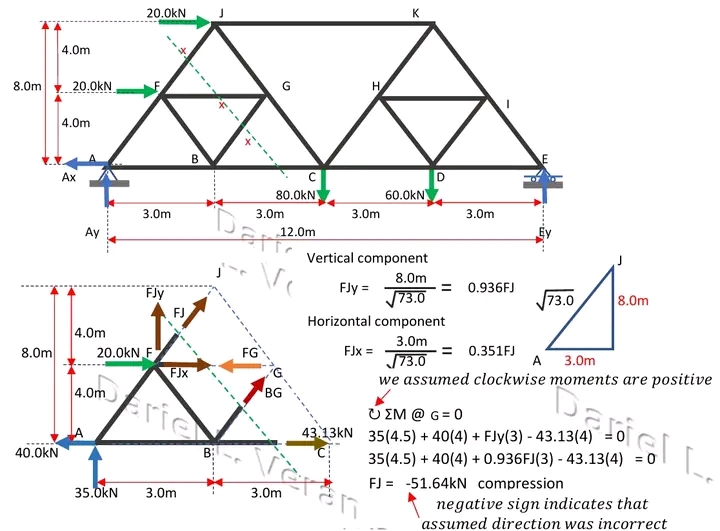 20.0kN
J
K
4.0m
8.0m
20.0kN
F
G
H
I
x
x
x
4.0m
A
B
C
D
E
Ax
80.0kN
60.0kN
3.0m
3.0m
3.0m
3.0m
Ay
12.0m
Ey
Vertical component
FJy = 8.0m / √73.0 = 0.936FJ
Horizontal component
FJx = 3.0m / √73.0 = 0.351FJ
√73.0
J
8.0m
A
3.0m
we assumed clockwise moments are positive
↻ ΣM @ G = 0
35(4.5) + 40(4) + FJy(3) - 43.13(4) = 0
35(4.5) + 40(4) + 0.936FJ(3) - 43.13(4) = 0
FJ = -51.64kN compression
negative sign indicates that
assumed direction was incorrect
J
FJy
FJ
4.0m
8.0m
20.0kN
F
FJx
FG
G
BG
4.0m
A
43.13kN
40.0kN
B
C
35.0kN
3.0m
3.0m
Dariel L.